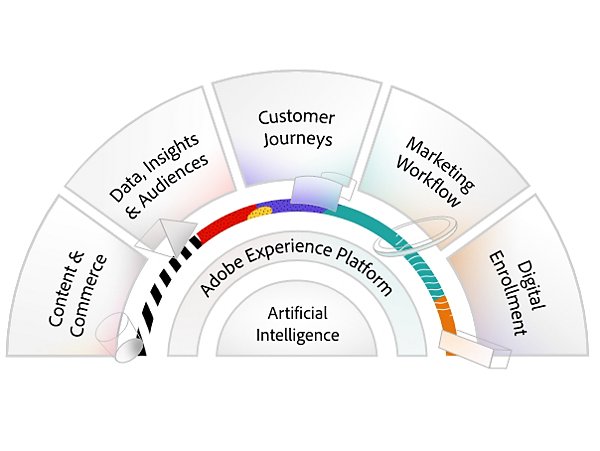 Content &
Commerce
Data, Insights
& Audiences
Customer
Journeys
Marketing
Workflow
Digital
Enrollment
Adobe Experience Platform
Artificial
Intelligence